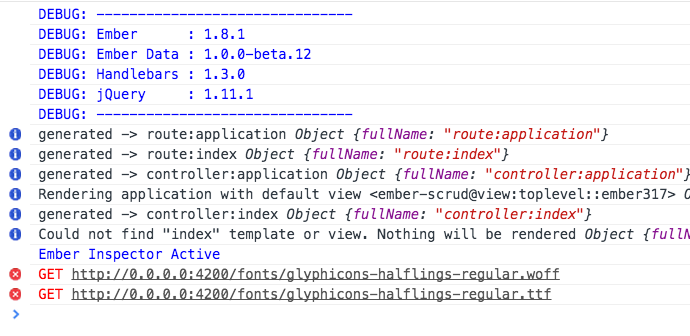 DEBUG: -------------------------------
DEBUG: Ember      : 1.8.1
DEBUG: Ember Data : 1.0.0-beta.12
DEBUG: Handlebars : 1.3.0
DEBUG: jQuery     : 1.11.1
DEBUG: -------------------------------
generated -> route:application Object {fullName: "route:application"}
generated -> route:index Object {fullName: "route:index"}
generated -> controller:application Object {fullName: "controller:application"}
Rendering application with default view <ember-scrud@view:toplevel::ember317>
generated -> controller:index Object {fullName: "controller:index"}
Could not find "index" template or view. Nothing will be rendered Object
Ember Inspector Active
GET http://0.0.0.0:4200/fonts/glyphicons-halflings-regular.woff
GET http://0.0.0.0:4200/fonts/glyphicons-halflings-regular.ttf
>